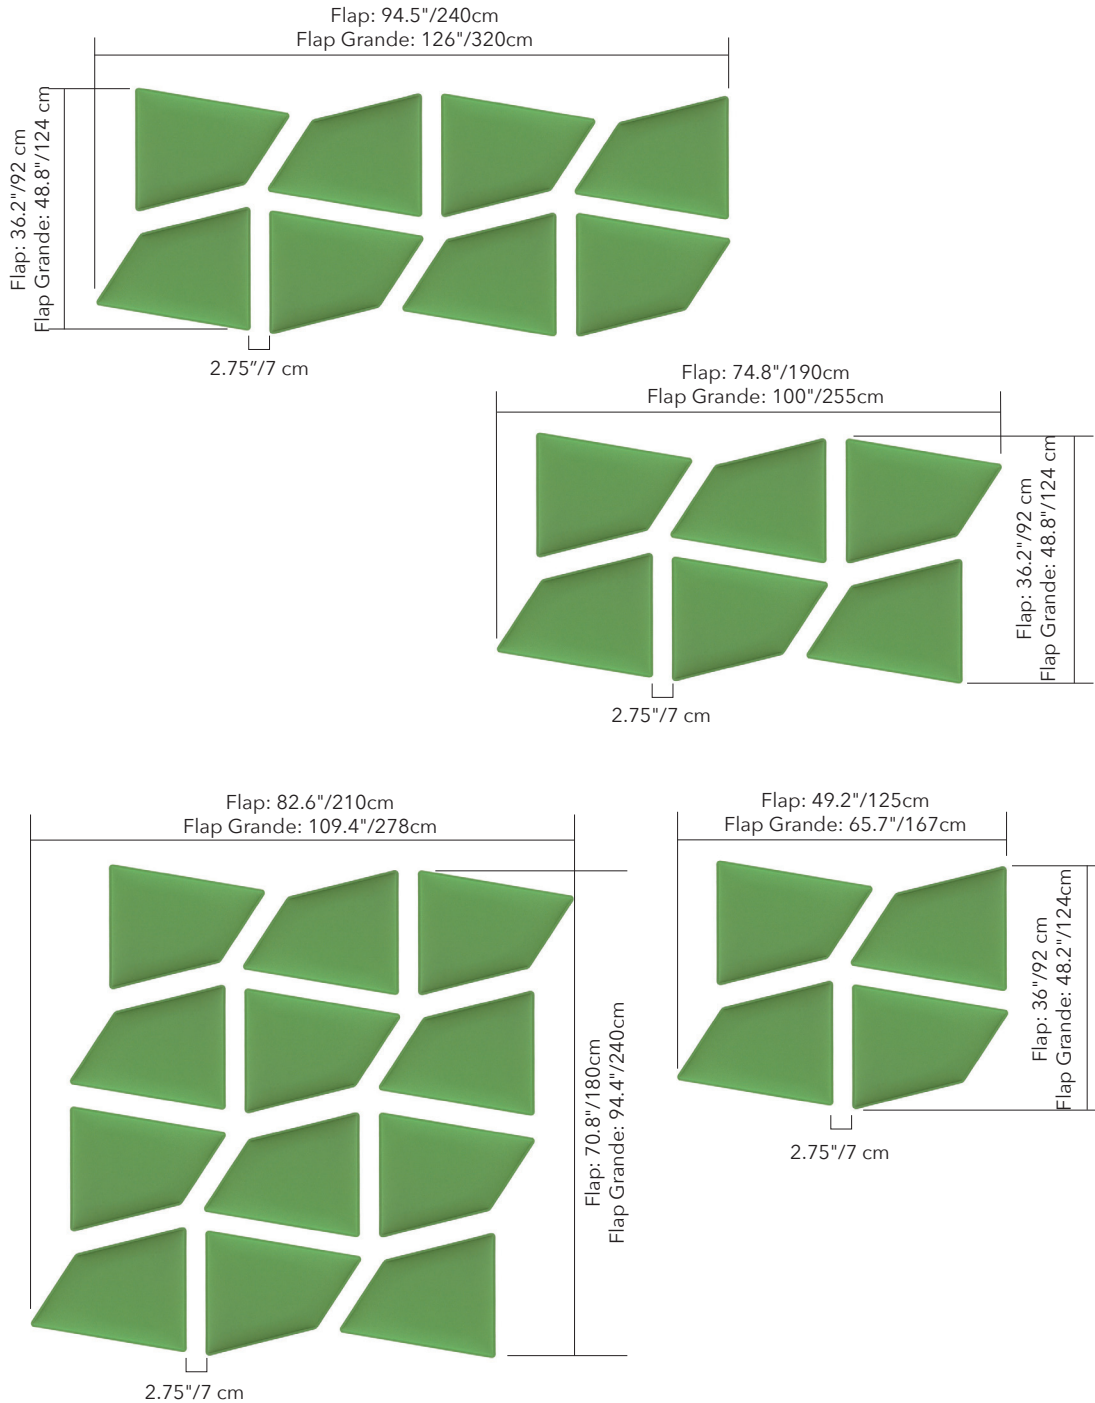 Flap: 94.5"/240cm
Flap Grande: 126"/320cm
Flap: 36.2"/92 cm
Flap Grande: 48.8"/124 cm
2.75”/7 cm
Flap: 74.8"/190cm
Flap Grande: 100"/255cm
Flap: 36.2"/92 cm
Flap Grande: 48.8"/124 cm
2.75"/7 cm
Flap: 82.6"/210cm
Flap Grande: 109.4"/278cm
Flap: 70.8"/180cm
Flap Grande: 94.4"/240cm
2.75"/7 cm
Flap: 49.2"/125cm
Flap Grande: 65.7"/167cm
Flap: 36"/92 cm
Flap Grande: 48.2"/124cm
2.75"/7 cm